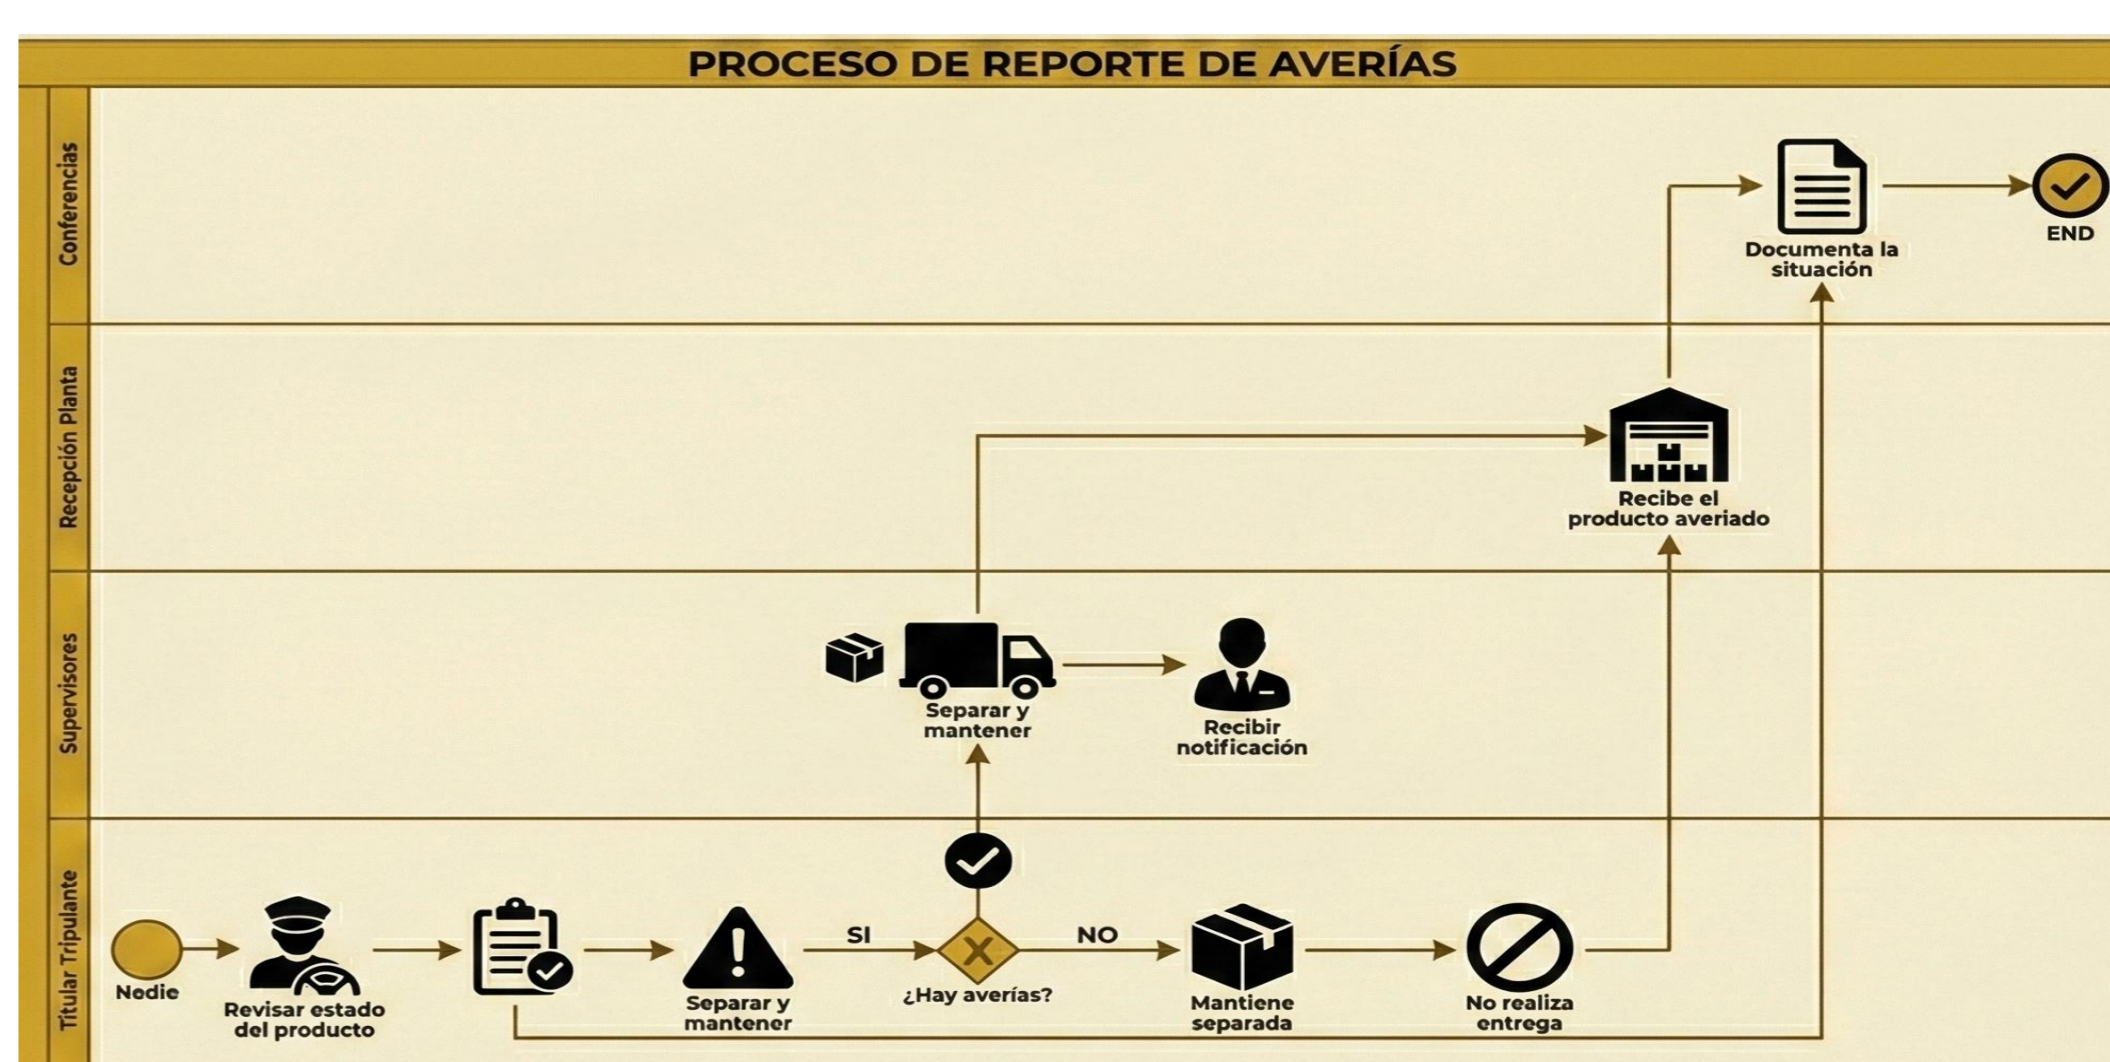 PROCESO DE REPORTE DE AVERÍAS
Conferencias
Documenta la
situación
END
Recepción Planta
Recibe el
producto averiado
Supervisores
Separar y
mantener
Recibir
notificación
Titular Tripulante
Nodie
Revisar estado
del producto
Separar y
mantener
SI
¿Hay averías?
NO
Mantiene
separada
No realiza
entrega